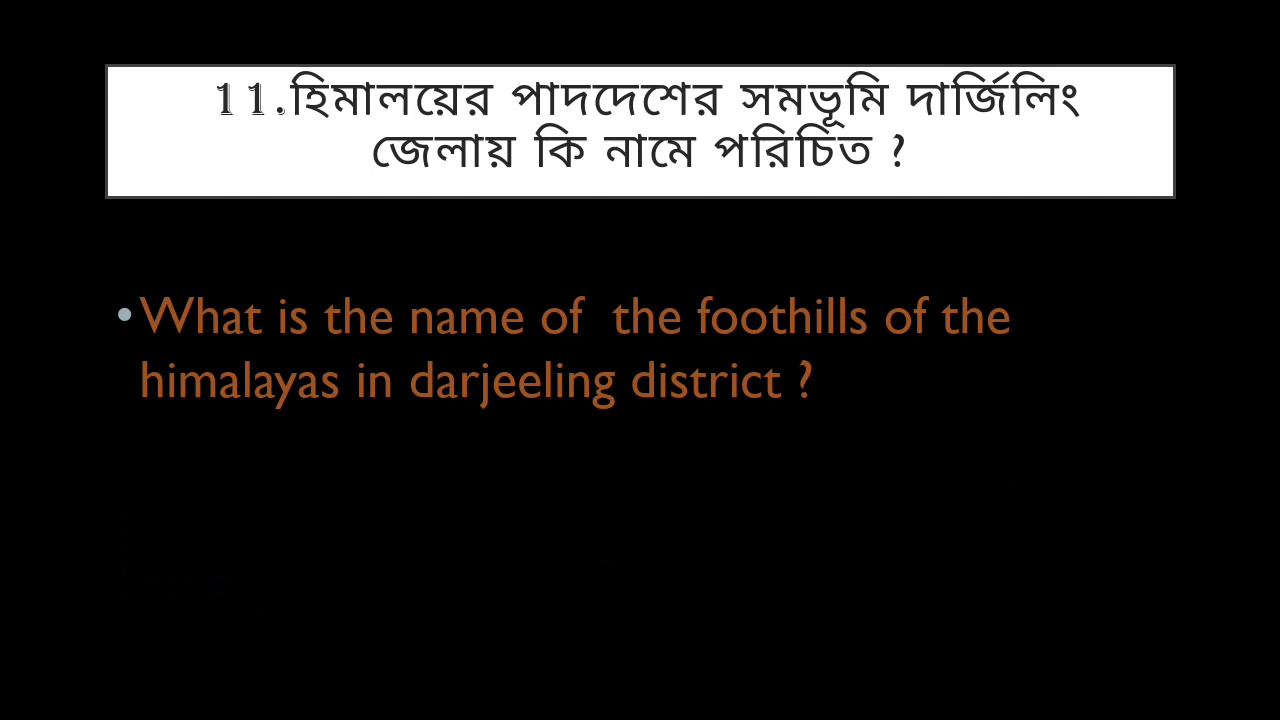 11.হিমালয়ের পাদদেশের সমভূমি দার্জিলিং
জেলায় কি নামে পরিচিত ?
•What is the name of the foothills of the
himalayas in darjeeling district ?